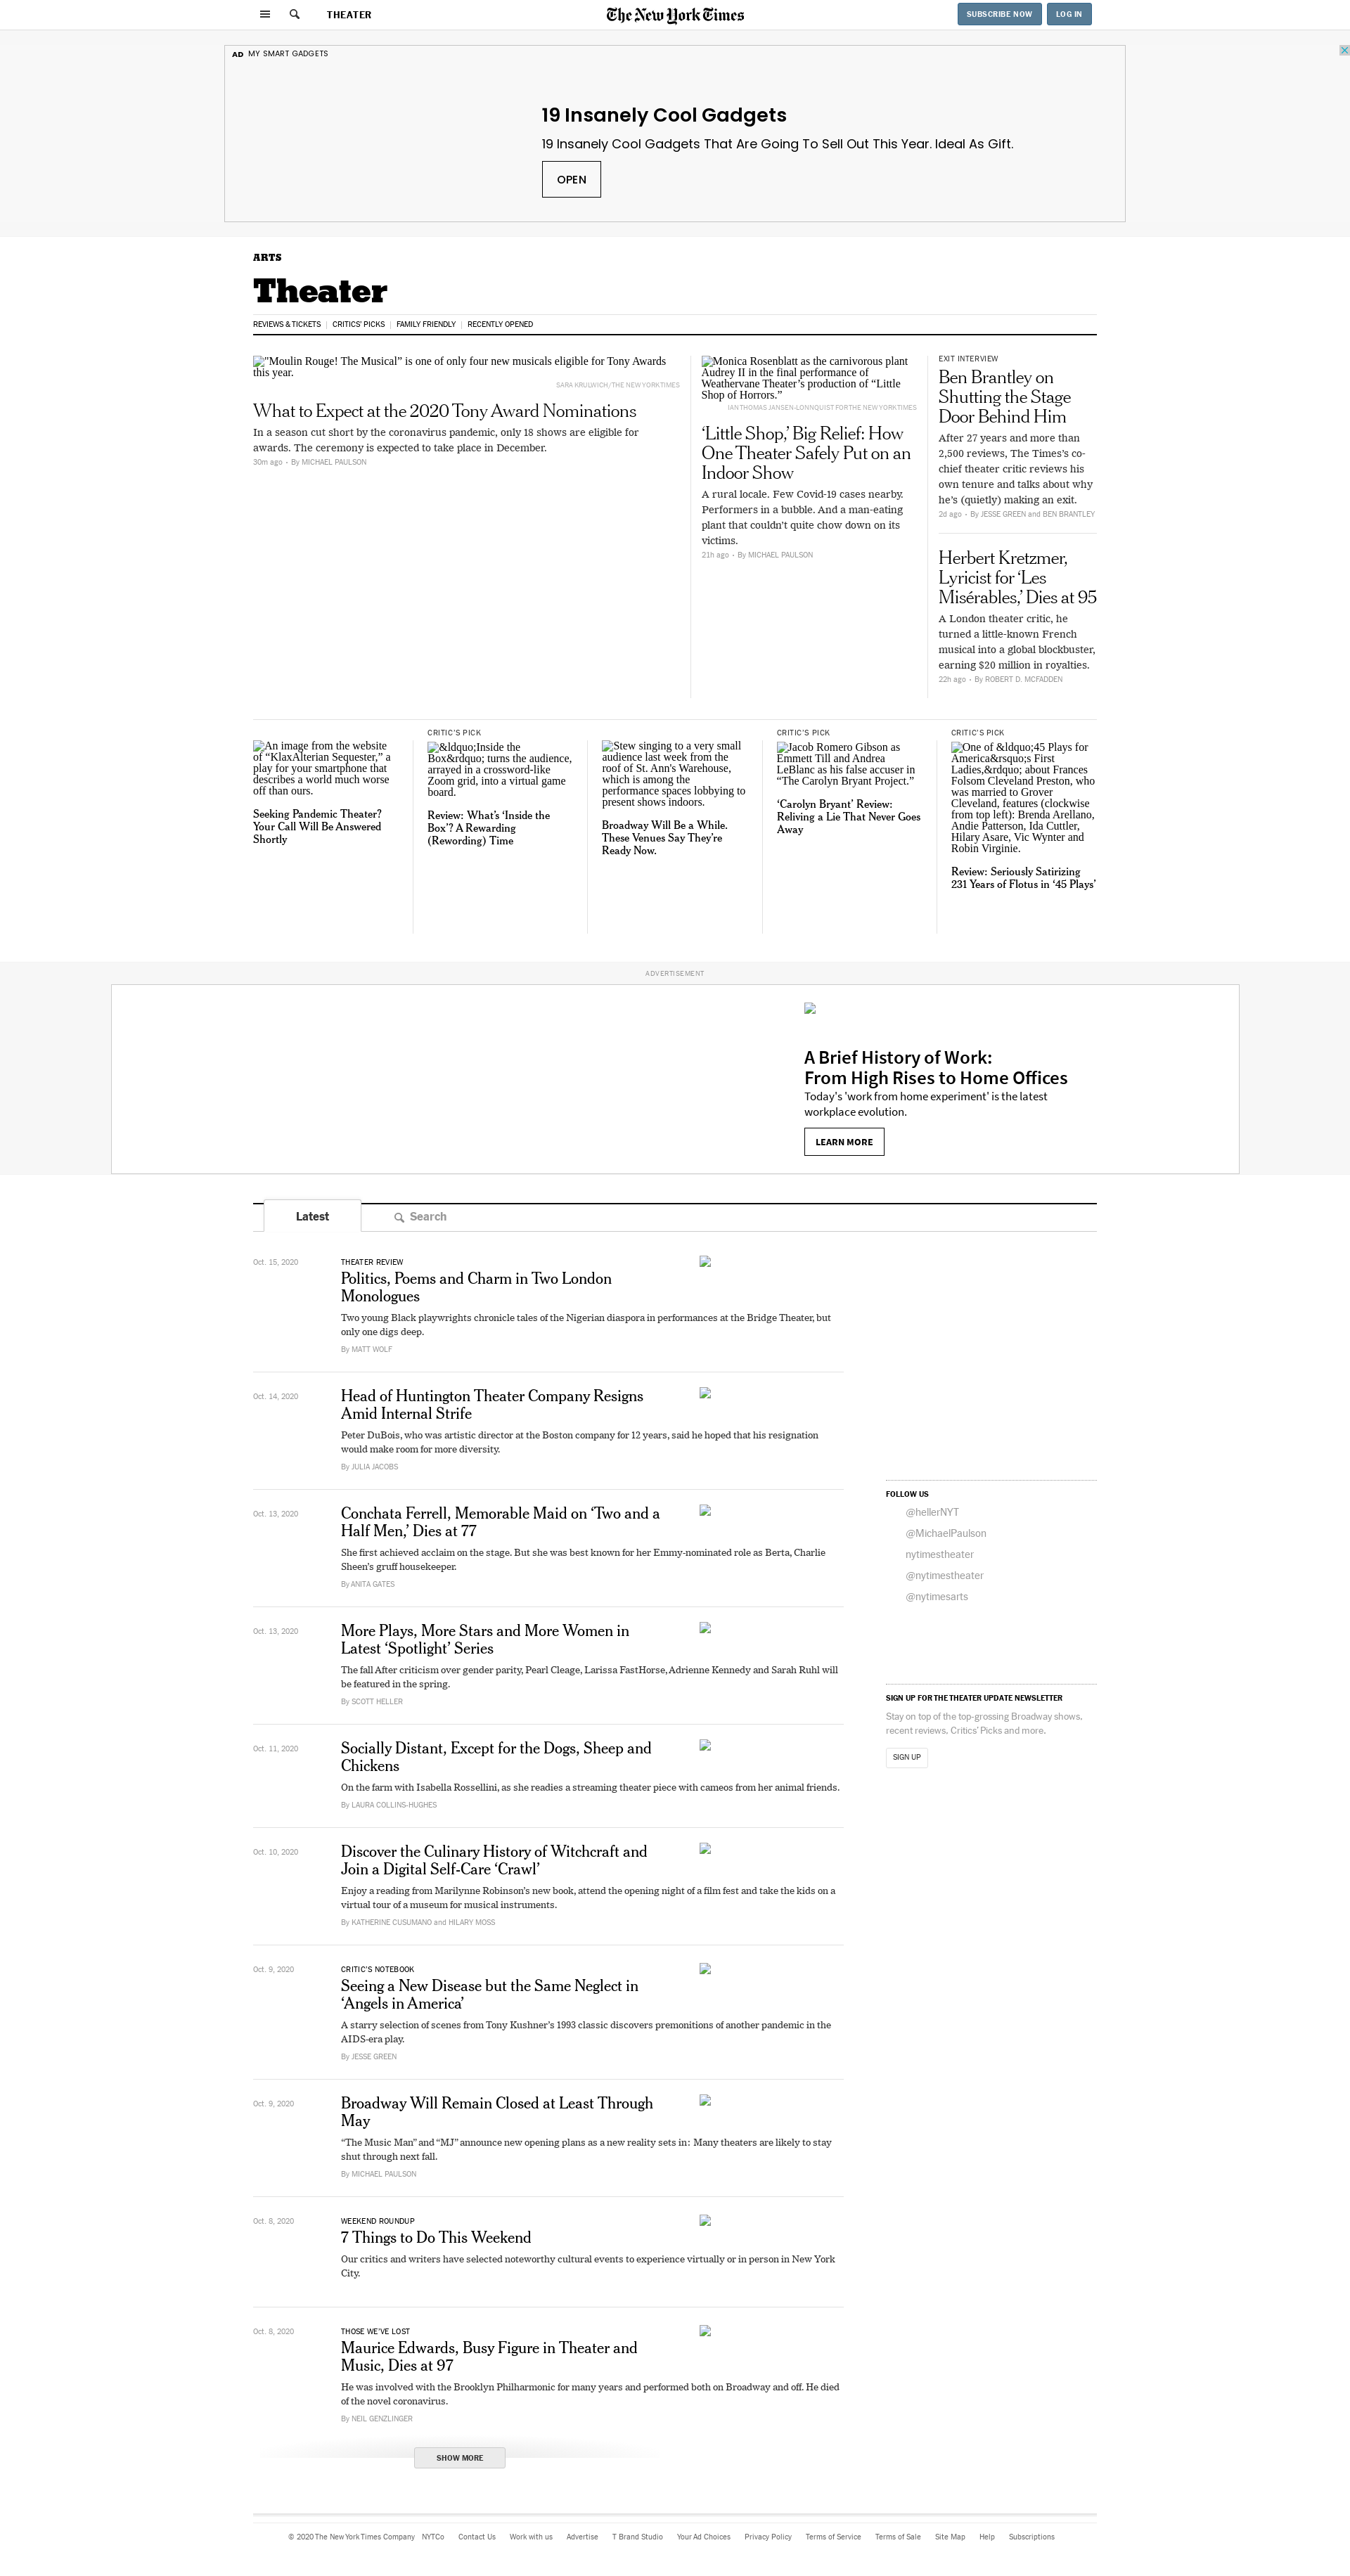 THEATER
The New York Times
SUBSCRIBE NOW
LOG IN
AD MY SMART GADGETS
19 Insanely Cool Gadgets
19 Insanely Cool Gadgets That Are Going To Sell Out This Year. Ideal As Gift.
OPEN
ARTS
Theater
REVIEWS & TICKETS
CRITICS' PICKS
FAMILY FRIENDLY
RECENTLY OPENED
"Moulin Rouge! The Musical” is one of only four new musicals eligible for Tony Awards
this year.
SARA KRULWICH/THE NEW YORK TIMES
What to Expect at the 2020 Tony Award Nominations
In a season cut short by the coronavirus pandemic, only 18 shows are eligible for
awards. The ceremony is expected to take place in December.
30m ago • By MICHAEL PAULSON
Monica Rosenblatt as the carnivorous plant
Audrey II in the final performance of
Weathervane Theater’s production of “Little
Shop of Horrors.”
IAN THOMAS JANSEN-LONNQUIST FOR THE NEW YORK TIMES
‘Little Shop,’ Big Relief: How
One Theater Safely Put on an
Indoor Show
A rural locale. Few Covid-19 cases nearby.
Performers in a bubble. And a man-eating
plant that couldn’t quite chow down on its
victims.
21h ago • By MICHAEL PAULSON
EXIT INTERVIEW
Ben Brantley on
Shutting the Stage
Door Behind Him
After 27 years and more than
2,500 reviews, The Times’s co-
chief theater critic reviews his
own tenure and talks about why
he’s (quietly) making an exit.
2d ago • By JESSE GREEN and BEN BRANTLEY
Herbert Kretzmer,
Lyricist for ‘Les
Misérables,’ Dies at 95
A London theater critic, he
turned a little-known French
musical into a global blockbuster,
earning $20 million in royalties.
22h ago • By ROBERT D. MCFADDEN
An image from the website
of “KlaxAlterian Sequester,” a
play for your smartphone that
describes a world much worse
off than ours.
Seeking Pandemic Theater?
Your Call Will Be Answered
Shortly
CRITIC’S PICK
&ldquo;Inside the
Box&rdquo; turns the audience,
arrayed in a crossword-like
Zoom grid, into a virtual game
board.
Review: What’s ‘Inside the
Box’? A Rewarding
(Rewording) Time
Stew singing to a very small
audience last week from the
roof of St. Ann's Warehouse,
which is among the
performance spaces lobbying to
present shows indoors.
Broadway Will Be a While.
These Venues Say They’re
Ready Now.
CRITIC’S PICK
Jacob Romero Gibson as
Emmett Till and Andrea
LeBlanc as his false accuser in
“The Carolyn Bryant Project.”
‘Carolyn Bryant’ Review:
Reliving a Lie That Never Goes
Away
CRITIC’S PICK
One of &ldquo;45 Plays for
America&rsquo;s First
Ladies,&rdquo; about Frances
Folsom Cleveland Preston, who
was married to Grover
Cleveland, features (clockwise
from top left): Brenda Arellano,
Andie Patterson, Ida Cuttler,
Hilary Asare, Vic Wynter and
Robin Virginie.
Review: Seriously Satirizing
231 Years of Flotus in ‘45 Plays’
ADVERTISEMENT
A Brief History of Work:
From High Rises to Home Offices
Today's 'work from home experiment' is the latest
workplace evolution.
LEARN MORE
Latest
Search
Oct. 15, 2020
THEATER REVIEW
Politics, Poems and Charm in Two London
Monologues
Two young Black playwrights chronicle tales of the Nigerian diaspora in performances at the Bridge Theater, but
only one digs deep.
By MATT WOLF
Oct. 14, 2020
Head of Huntington Theater Company Resigns
Amid Internal Strife
Peter DuBois, who was artistic director at the Boston company for 12 years, said he hoped that his resignation
would make room for more diversity.
By JULIA JACOBS
Oct. 13, 2020
Conchata Ferrell, Memorable Maid on ‘Two and a
Half Men,’ Dies at 77
She first achieved acclaim on the stage. But she was best known for her Emmy-nominated role as Berta, Charlie
Sheen’s gruff housekeeper.
By ANITA GATES
Oct. 13, 2020
More Plays, More Stars and More Women in
Latest ‘Spotlight’ Series
The fall After criticism over gender parity, Pearl Cleage, Larissa FastHorse, Adrienne Kennedy and Sarah Ruhl will
be featured in the spring.
By SCOTT HELLER
Oct. 11, 2020
Socially Distant, Except for the Dogs, Sheep and
Chickens
On the farm with Isabella Rossellini, as she readies a streaming theater piece with cameos from her animal friends.
By LAURA COLLINS-HUGHES
Oct. 10, 2020
Discover the Culinary History of Witchcraft and
Join a Digital Self-Care ‘Crawl’
Enjoy a reading from Marilynne Robinson’s new book, attend the opening night of a film fest and take the kids on a
virtual tour of a museum for musical instruments.
By KATHERINE CUSUMANO and HILARY MOSS
Oct. 9, 2020
CRITIC’S NOTEBOOK
Seeing a New Disease but the Same Neglect in
‘Angels in America’
A starry selection of scenes from Tony Kushner’s 1993 classic discovers premonitions of another pandemic in the
AIDS-era play.
By JESSE GREEN
Oct. 9, 2020
Broadway Will Remain Closed at Least Through
May
“The Music Man” and “MJ” announce new opening plans as a new reality sets in: Many theaters are likely to stay
shut through next fall.
By MICHAEL PAULSON
Oct. 8, 2020
WEEKEND ROUNDUP
7 Things to Do This Weekend
Our critics and writers have selected noteworthy cultural events to experience virtually or in person in New York
City.
Oct. 8, 2020
THOSE WE’VE LOST
Maurice Edwards, Busy Figure in Theater and
Music, Dies at 97
He was involved with the Brooklyn Philharmonic for many years and performed both on Broadway and off. He died
of the novel coronavirus.
By NEIL GENZLINGER
SHOW MORE
FOLLOW US
@hellerNYT
@MichaelPaulson
nytimestheater
@nytimestheater
@nytimesarts
SIGN UP FOR THE THEATER UPDATE NEWSLETTER
Stay on top of the top-grossing Broadway shows,
recent reviews, Critics’ Picks and more.
SIGN UP
© 2020 The New York Times Company NYTCo Contact Us Work with us Advertise T Brand Studio Your Ad Choices Privacy Policy Terms of Service Terms of Sale Site Map Help Subscriptions